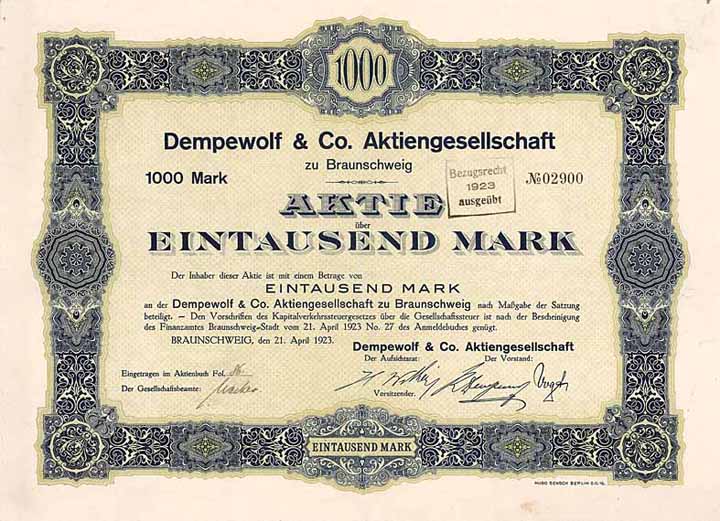 1000
Dempewolf & Co. Aktiengesellschaft
zu Braunschweig
1000 Mark
Bezugsrecht
1923
ausgeübt
№02900
AKTIE
über
EINTAUSEND MARK
Der Inhaber dieser Aktie ist mit einem Betrage von
EINTAUSEND MARK
an der Dempewolf & Co. Aktiengesellschaft zu Braunschweig nach Maßgabe der Satzung
beteiligt. – Den Vorschriften des Kapitalverkehrssteuergesetzes über die Gesellschaftssteuer ist nach der Bescheinigung
des Finanzamtes Braunschweig-Stadt vom 21. April 1923 No. 27 des Anmeldebuches genügt.
BRAUNSCHWEIG, den 21. April 1923.
Dempewolf & Co. Aktiengesellschaft
Der Aufsichtsrat: Der Vorstand:
Eingetragen im Aktienbuch Fol.
Der Gesellschaftsbeamte:
Vorsitzender.
EINTAUSEND MARK